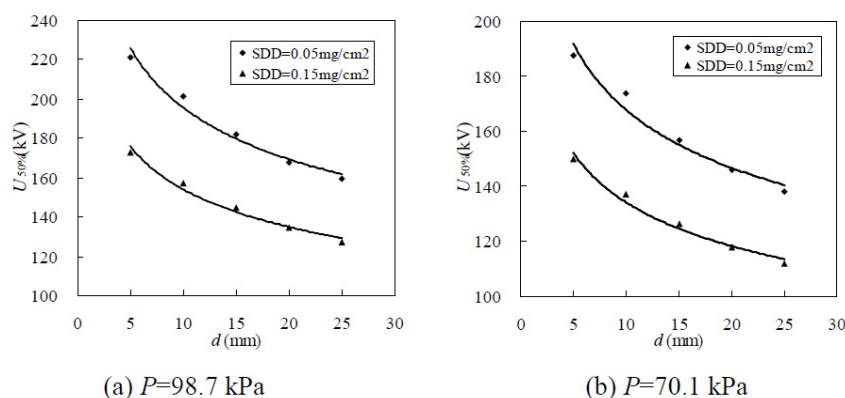 240
220
200
180
160
140
120
100
U50%(kV)
SDD=0.05mg/cm2
SDD=0.15mg/cm2
0 5 10 15 20 25 30
d (mm)
(a) P=98.7 kPa
200
180
160
140
120
100
U50%(kV)
SDD=0.05mg/cm2
SDD=0.15mg/cm2
0 5 10 15 20 25 30
d (mm)
(b) P=70.1 kPa